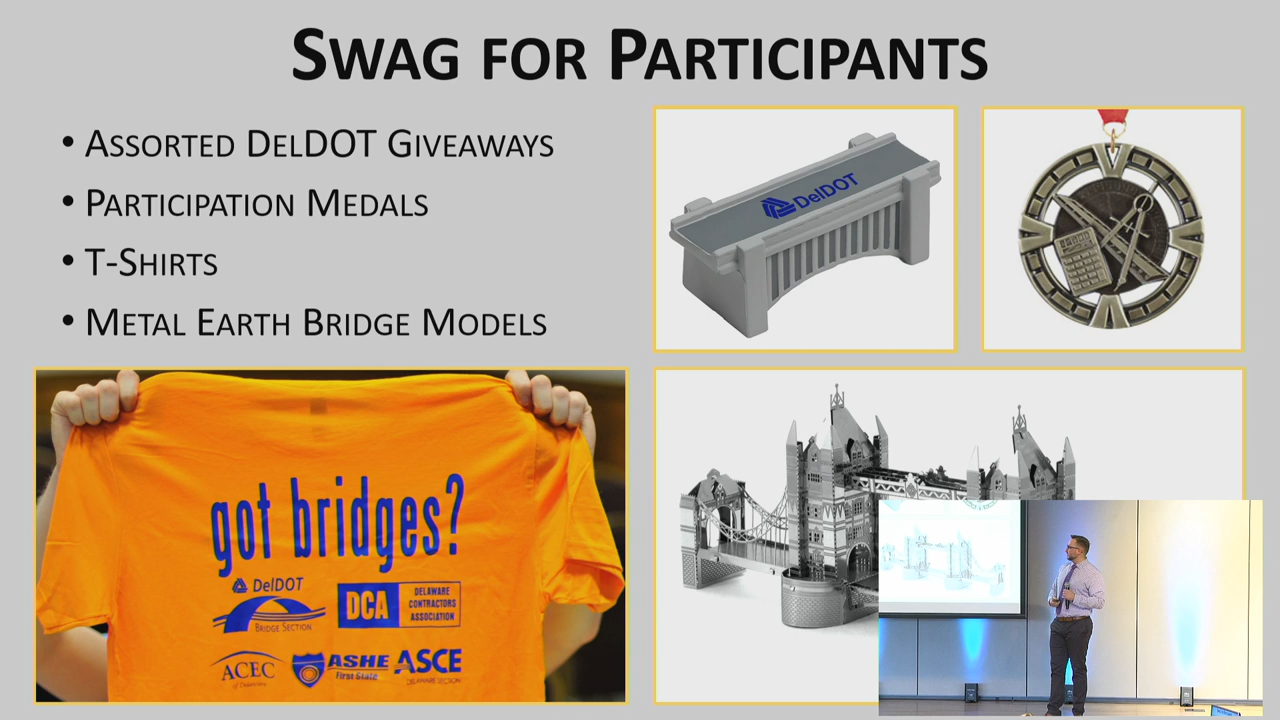 SWAG FOR PARTICIPANTS
• ASSORTED DELDOT GIVEAWAYS
• PARTICIPATION MEDALS
• T-SHIRTS
• METAL EARTH BRIDGE MODELS
DelDOT
got bridges?
DelDOT
BRIDGE SECTION
DCA
DELAWARE
CONTRACTORS
ASSOCIATION
ACEC
of Delaware
ASHE
First State
ASCE
DELAWARE SECTION